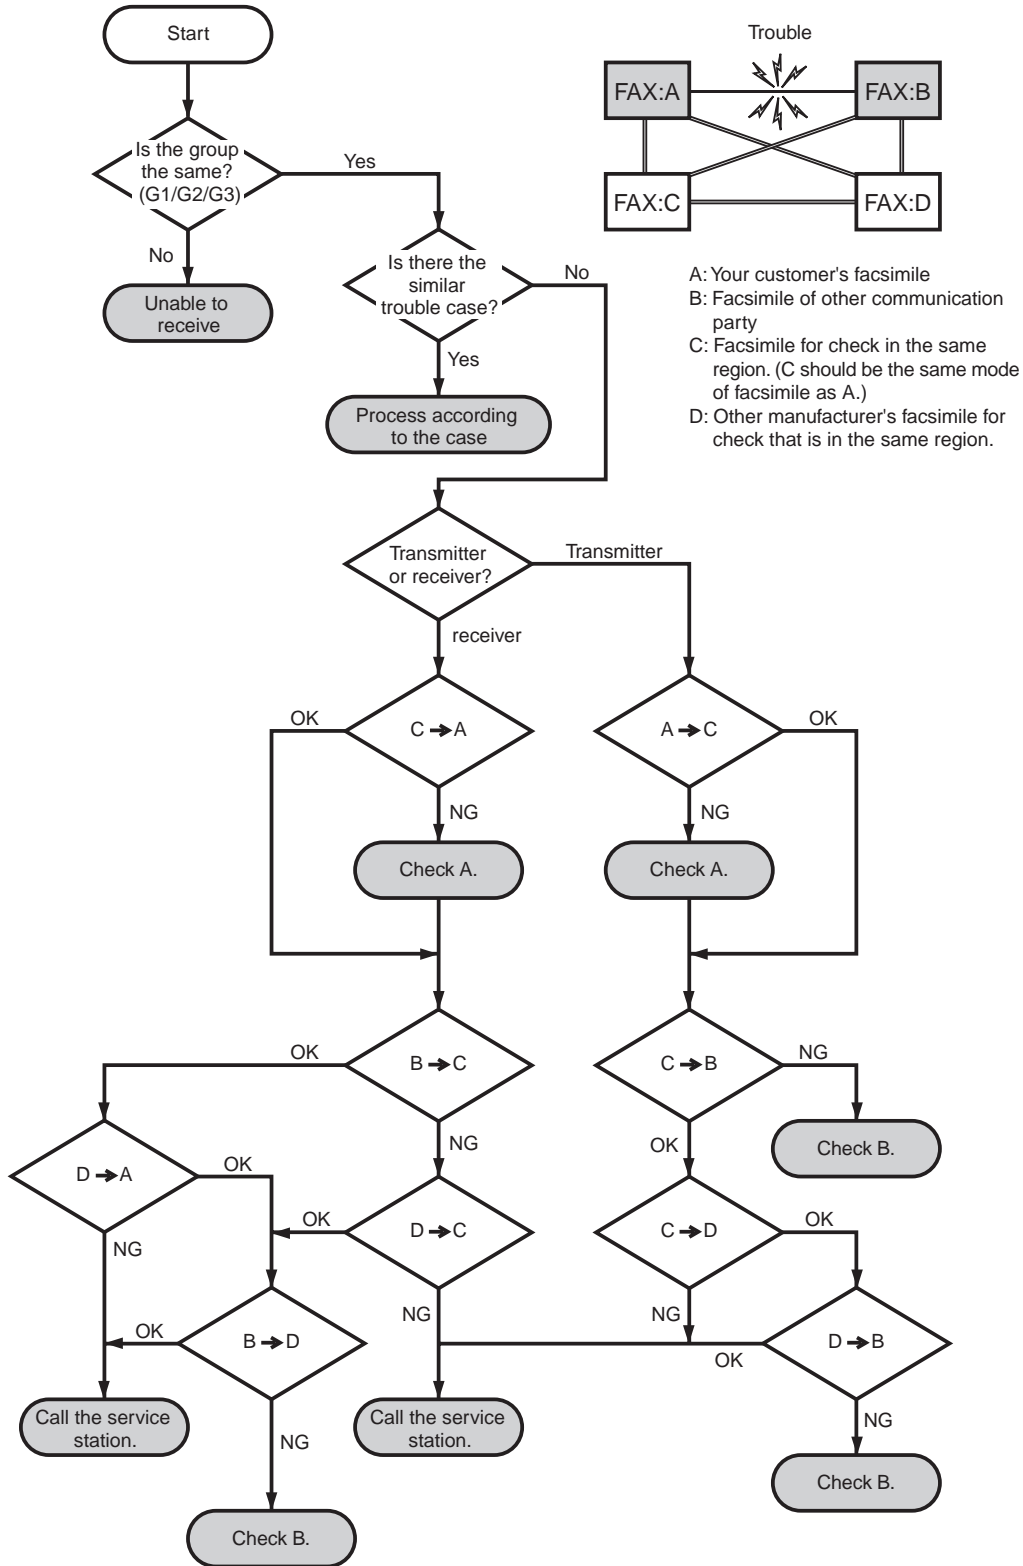 Start
Trouble
FAX:A
FAX:B
Is the group
the same?
(G1/G2/G3)
Yes
FAX:C
FAX:D
No
Is there the
similar
trouble case?
No
A: Your customer's facsimile
B: Facsimile of other communication
party
C: Facsimile for check in the same
region. (C should be the same mode
of facsimile as A.)
D: Other manufacturer's facsimile for
check that is in the same region.
Unable to
receive
Yes
Process according
to the case
Transmitter
or receiver?
Transmitter
receiver
OK
C → A
A → C
OK
NG
NG
Check A.
Check A.
OK
B → C
C → B
NG
NG
OK
Check B.
D → A
OK
OK
D → C
C → D
OK
NG
NG
NG
OK
B → D
OK
D → B
Call the service
station.
NG
Call the service
station.
NG
Check B.
Check B.